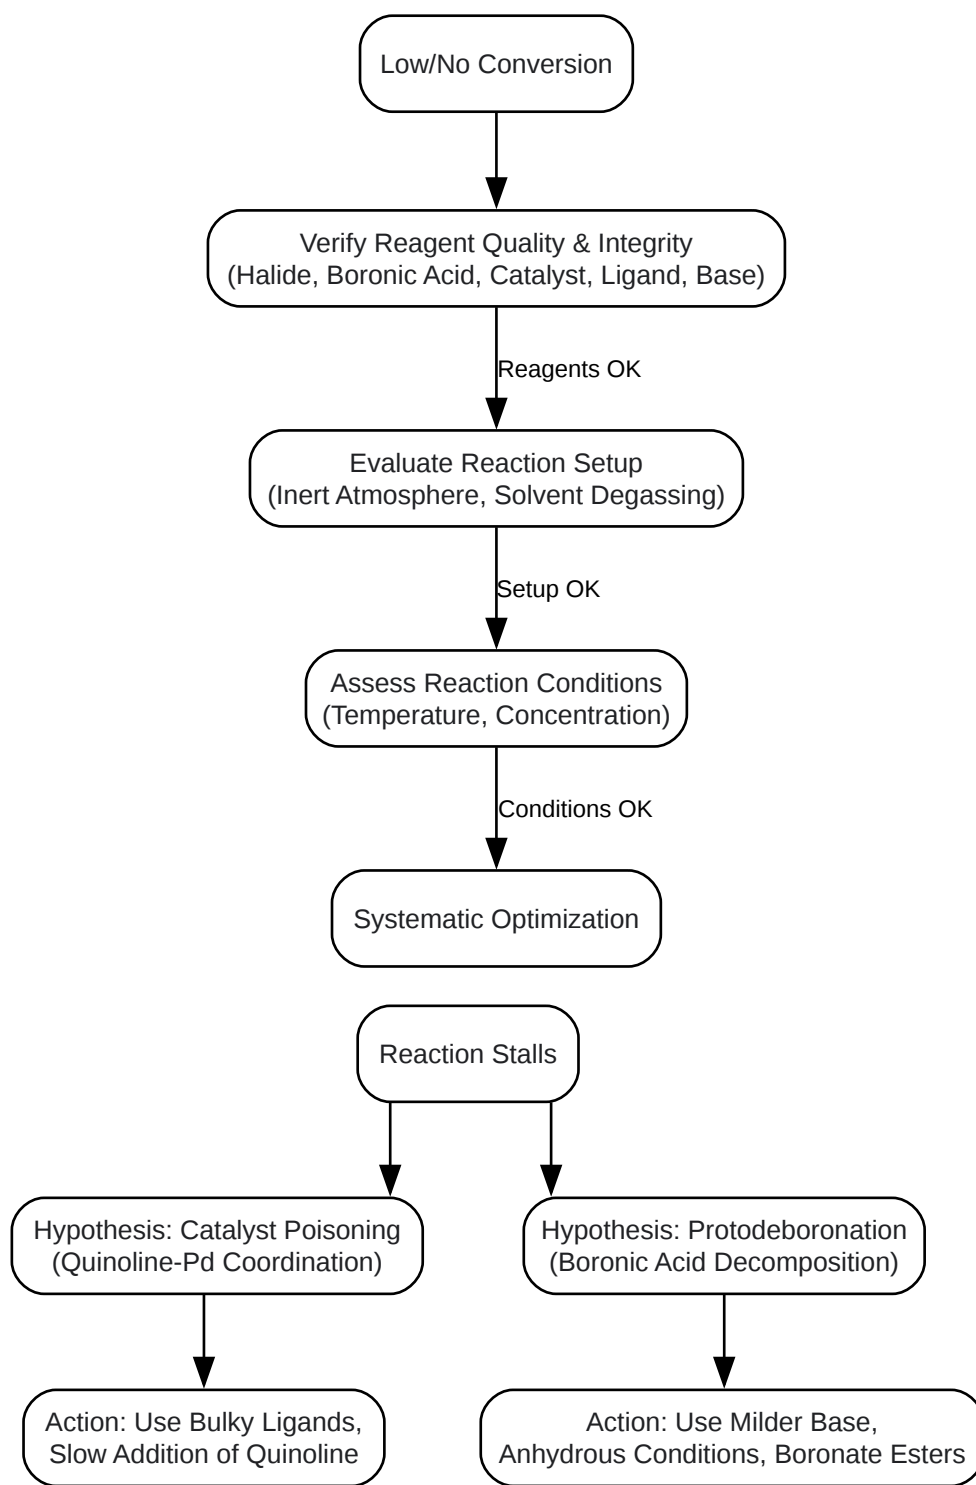 Low/No Conversion
Verify Reagent Quality & Integrity
(Halide, Boronic Acid, Catalyst, Ligand, Base)
Reagents OK
Evaluate Reaction Setup
(Inert Atmosphere, Solvent Degassing)
Setup OK
Assess Reaction Conditions
(Temperature, Concentration)
Conditions OK
Systematic Optimization
Reaction Stalls
Hypothesis: Catalyst Poisoning
(Quinoline-Pd Coordination)
Hypothesis: Protodeboronation
(Boronic Acid Decomposition)
Action: Use Bulky Ligands,
Slow Addition of Quinoline
Action: Use Milder Base,
Anhydrous Conditions, Boronate Esters